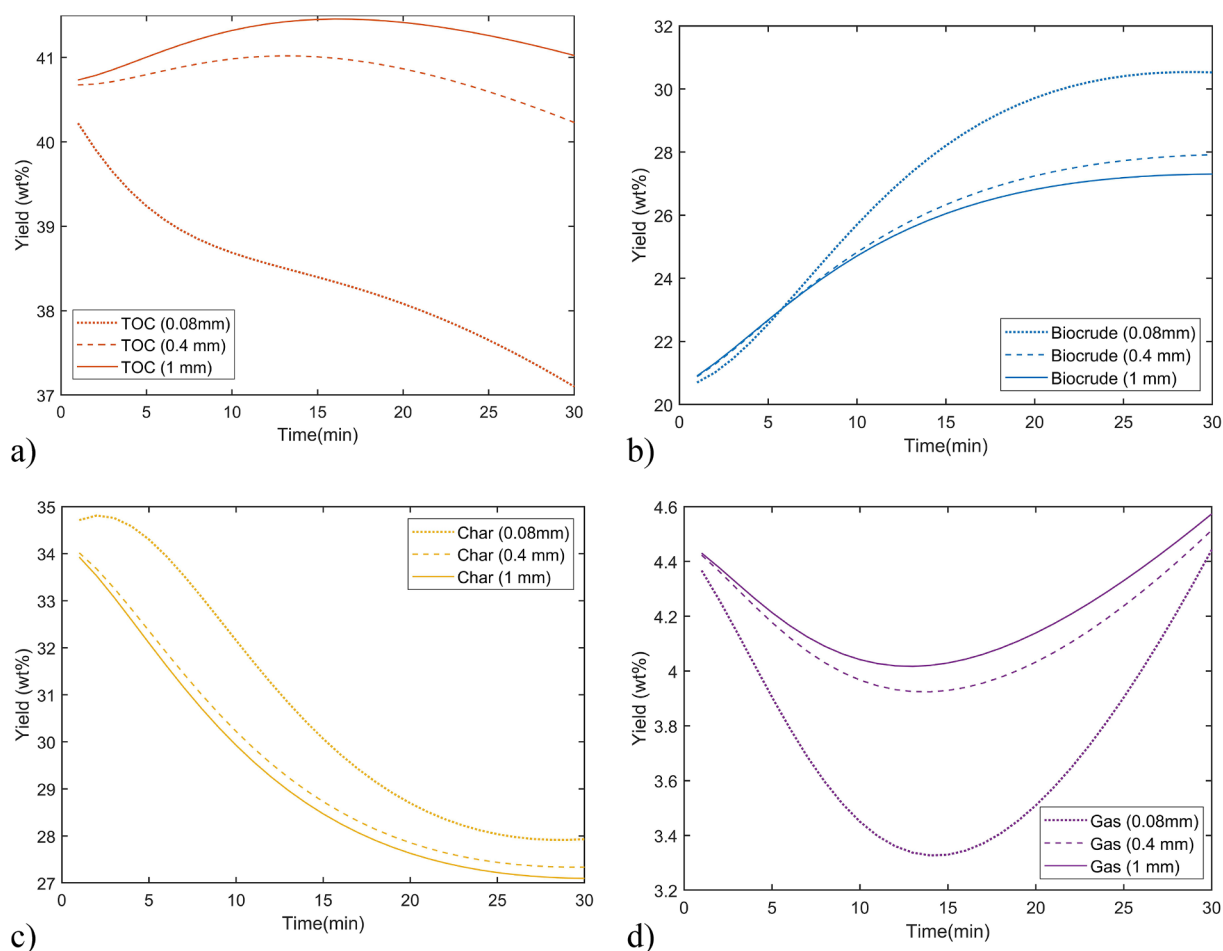 41
40
39
38
37
0
5
10
15
20
25
30
Yield (wt%)
Time(min)
TOC (0.08mm)
TOC (0.4 mm)
TOC (1 mm)
a)
32
30
28
26
24
22
20
0
5
10
15
20
25
30
Yield (wt%)
Time(min)
Biocrude (0.08mm)
Biocrude (0.4 mm)
Biocrude (1 mm)
b)
35
34
33
32
31
30
29
28
27
0
5
10
15
20
25
30
Yield (wt%)
Time(min)
Char (0.08mm)
Char (0.4 mm)
Char (1 mm)
c)
4.6
4.4
4.2
4
3.8
3.6
3.4
3.2
0
5
10
15
20
25
30
Yield (wt%)
Time(min)
Gas (0.08mm)
Gas (0.4 mm)
Gas (1 mm)
d)